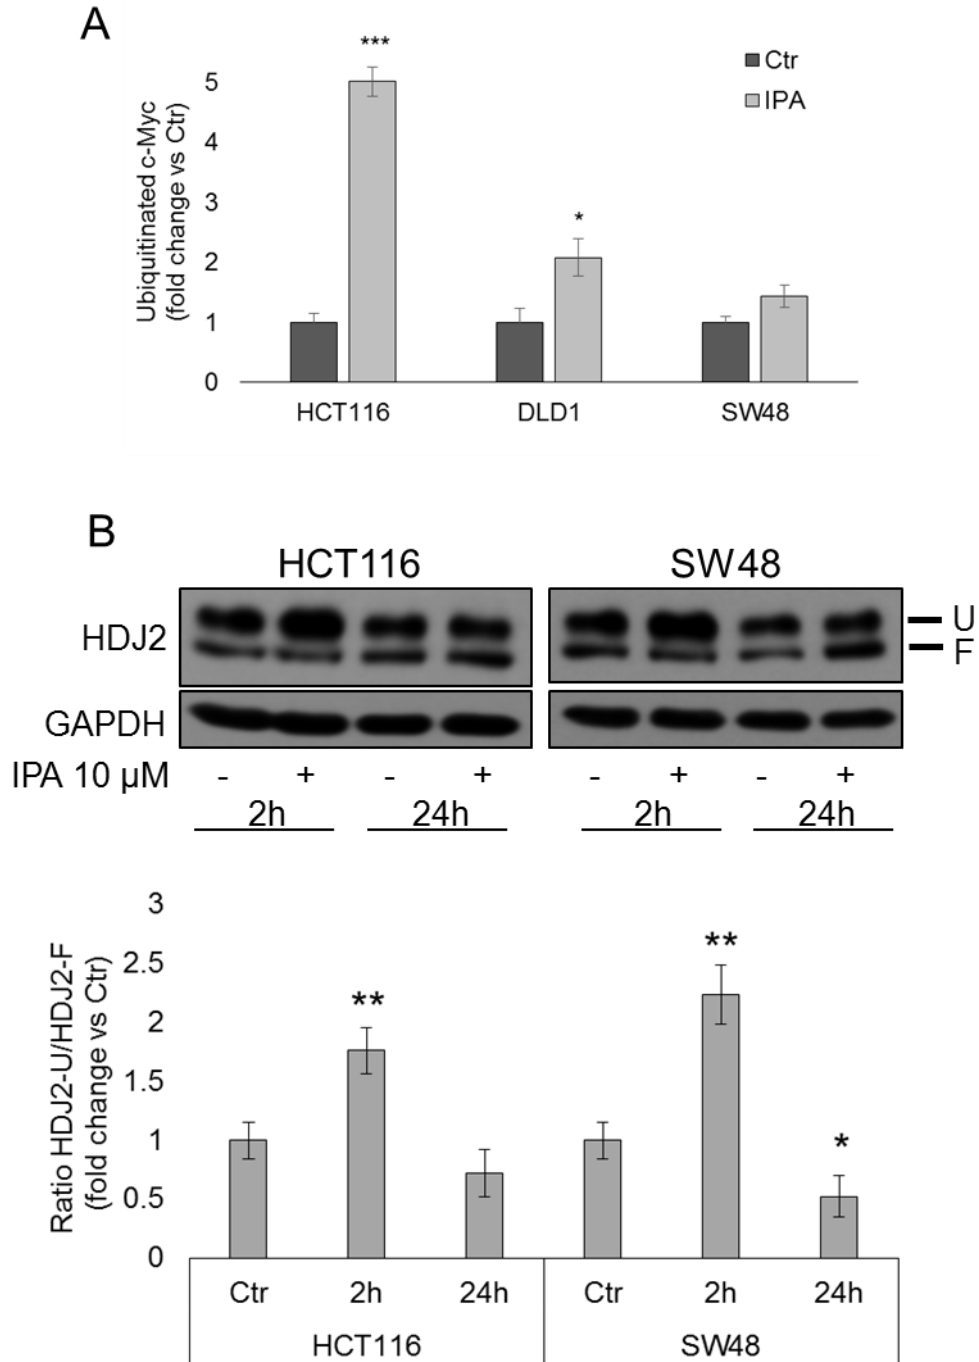 A
***
Ctr
IPA
Ubiquitinated c-Myc
(fold change vs Ctr)
5
4
3
2
1
0
*
HCT116 DLD1 SW48
B
HCT116 SW48
HDJ2
U
F
GAPDH
IPA 10 µM - + - + - + - +
2h 24h 2h 24h
Ratio HDJ2-U/HDJ2-F
(fold change vs Ctr)
3
2.5
2
1.5
1
0.5
0
**
**
*
Ctr 2h 24h Ctr 2h 24h
HCT116 SW48